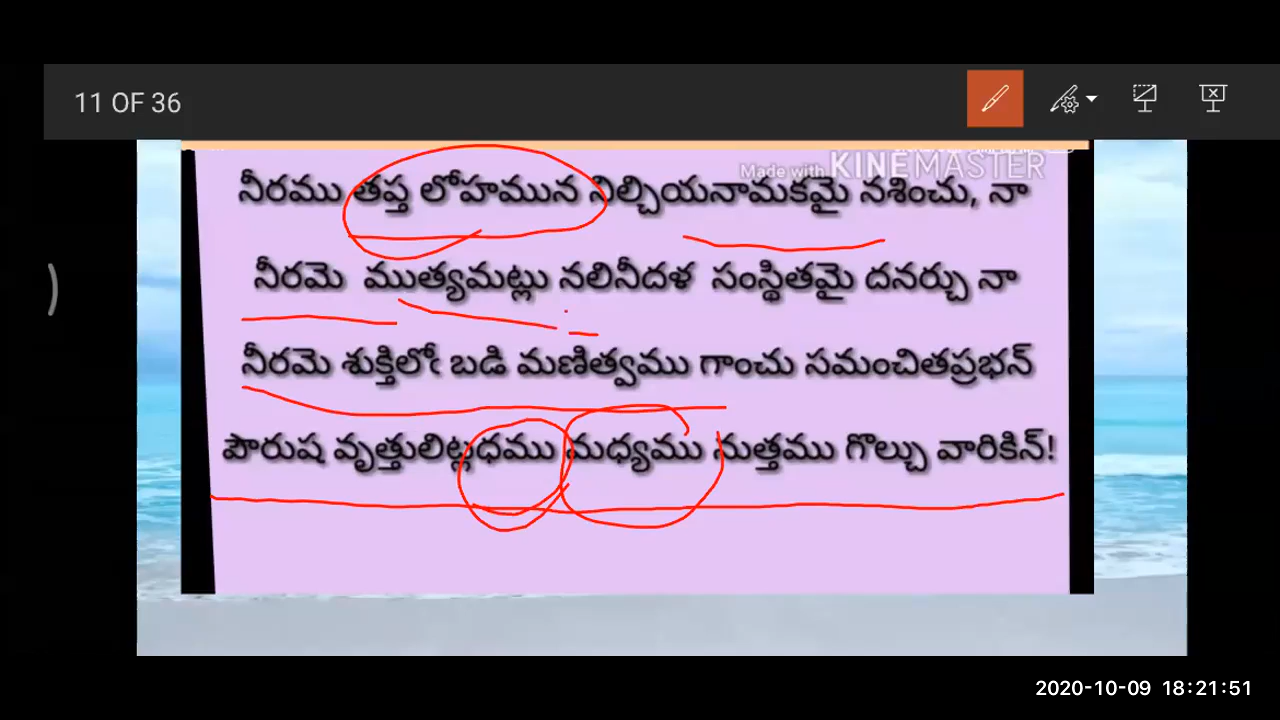 11 OF 36
Made with KINEMASTER
నీరము తప్త లోహమున నిల్చియనామకమై నశించు, నా
నీరమె ముత్యమట్లు నలినీదళ సంస్థితమై దనర్చు నా
నీరమె శుక్తిలోఁ బడి మణిత్వము గాంచు సమంచితప్రభన్
పౌరుష వృత్తులిట్లధము మధ్యము నుత్తము గొల్చు వారికిన్!
2020-10-09 18:21:51